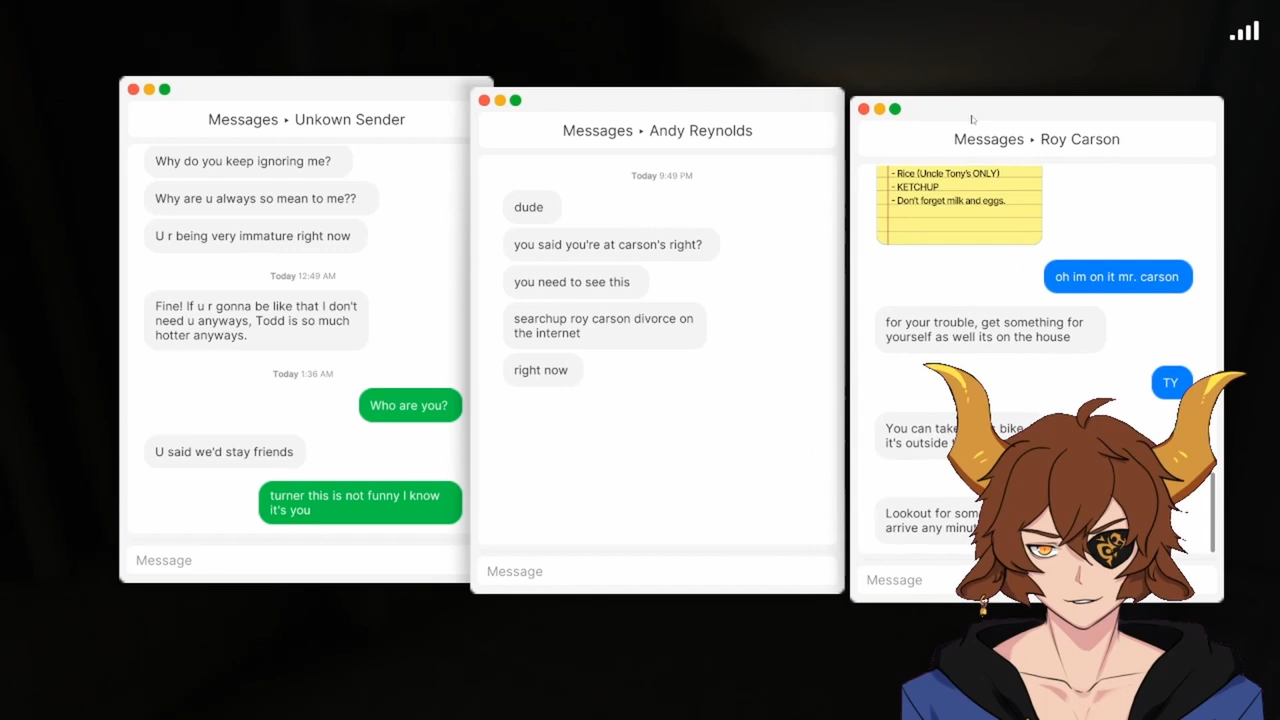 Messages ▸ Unkown Sender
Why do you keep ignoring me?
Why are u always so mean to me??
U r being very immature right now
Today 12:49 AM
Fine! If u r gonna be like that I don't
need u anyways, Todd is so much
hotter anyways.
Today 1:36 AM
Who are you?
U said we'd stay friends
turner this is not funny I know
it's you
Message
Messages ▸ Andy Reynolds
Today 9:49 PM
dude
you said you're at carson's right?
you need to see this
searchup roy carson divorce on
the internet
right now
Message
Messages ▸ Roy Carson
- Rice (Uncle Tony's ONLY)
- KETCHUP
- Don't forget milk and eggs.
oh im on it mr. carson
for your trouble, get something for
yourself as well its on the house
TY
You can take bike
it's outside
Lookout for
arrive any
Message